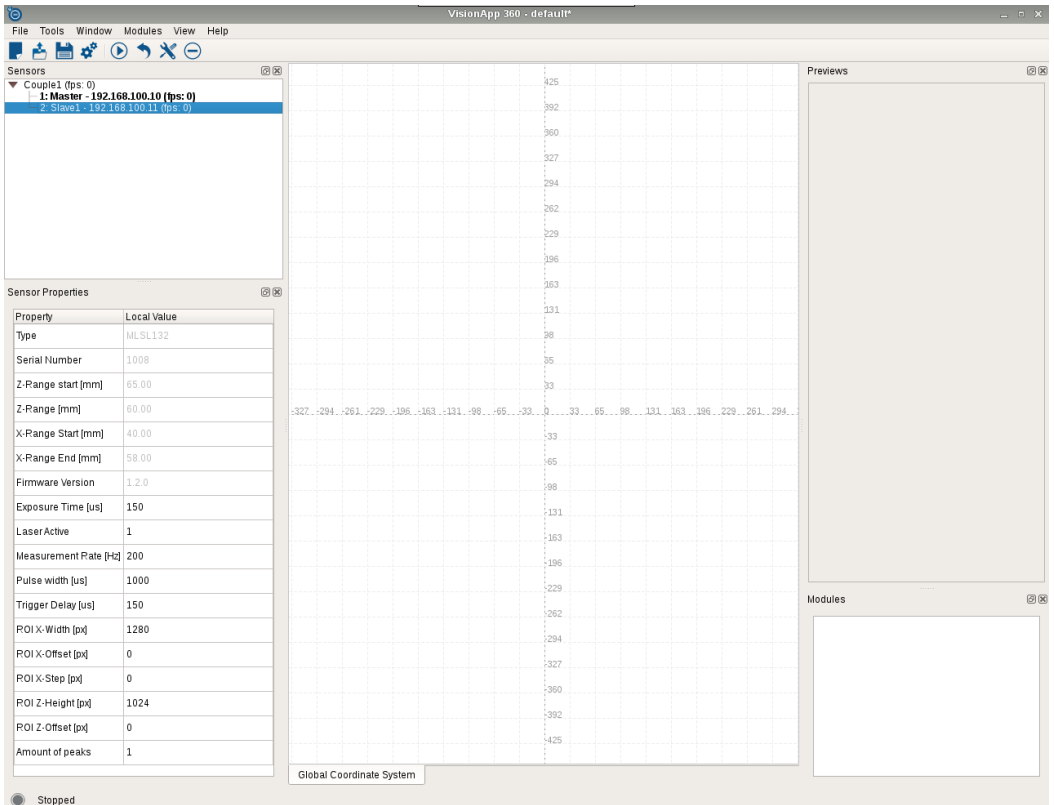 VisionApp 360 - default*
File Tools Window Modules View Help
Sensors
Couple1 (fps: 0)
1: Master - 192.168.100.10 (fps: 0)
2: Slave1 - 192.168.100.11 (fps: 0)
Sensor Properties
Property Local Value
Type MLSL132
Serial Number 1008
Z-Range start [mm] 65.00
Z-Range [mm] 60.00
X-Range Start [mm] 40.00
X-Range End [mm] 58.00
Firmware Version 1.2.0
Exposure Time [us] 150
Laser Active 1
Measurement Rate [Hz] 200
Pulse width [us] 1000
Trigger Delay [us] 150
ROI X-Width [px] 1280
ROI X-Offset [px] 0
ROI X-Step [px] 0
ROI Z-Height [px] 1024
ROI Z-Offset [px] 0
Amount of peaks 1
425
392
360
327
294
262
229
196
163
131
98
65
33
-327 -294 -261 -229 -196 -163 -131 -98 -65 -33 0 33 65 98 131 163 196 229 261 294
-33
-65
-98
-131
-163
-196
-229
-262
-294
-327
-360
-392
-425
Global Coordinate System
Previews
Modules
Stopped